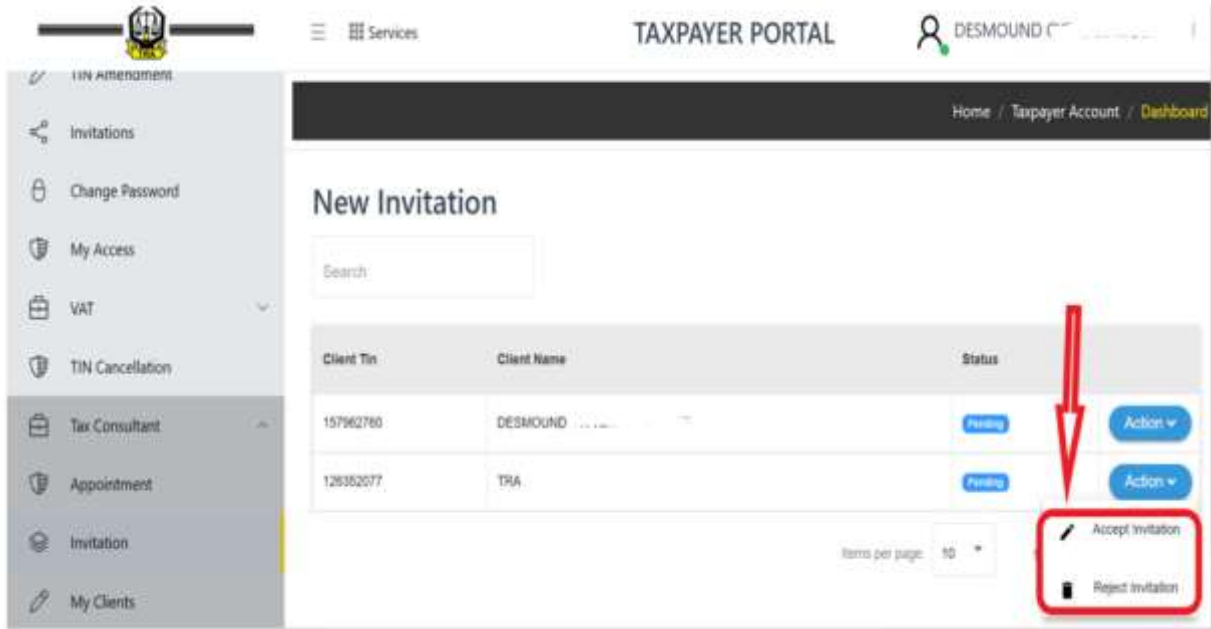 TRA
Services
TAXPAYER PORTAL
DESMOUND
TIN Amendment
Invitations
Change Password
My Access
VAT
TIN Cancellation
Tax Consultant
Appointment
Invitation
My Clients
Home / Taxpayer Account / Dashboard
New Invitation
Search
Client Tin Client Name Status
157962760 DESMOUND Pending Action
126352077 TRA Pending Action
Items per page: 10
Accept Invitation
Reject Invitation